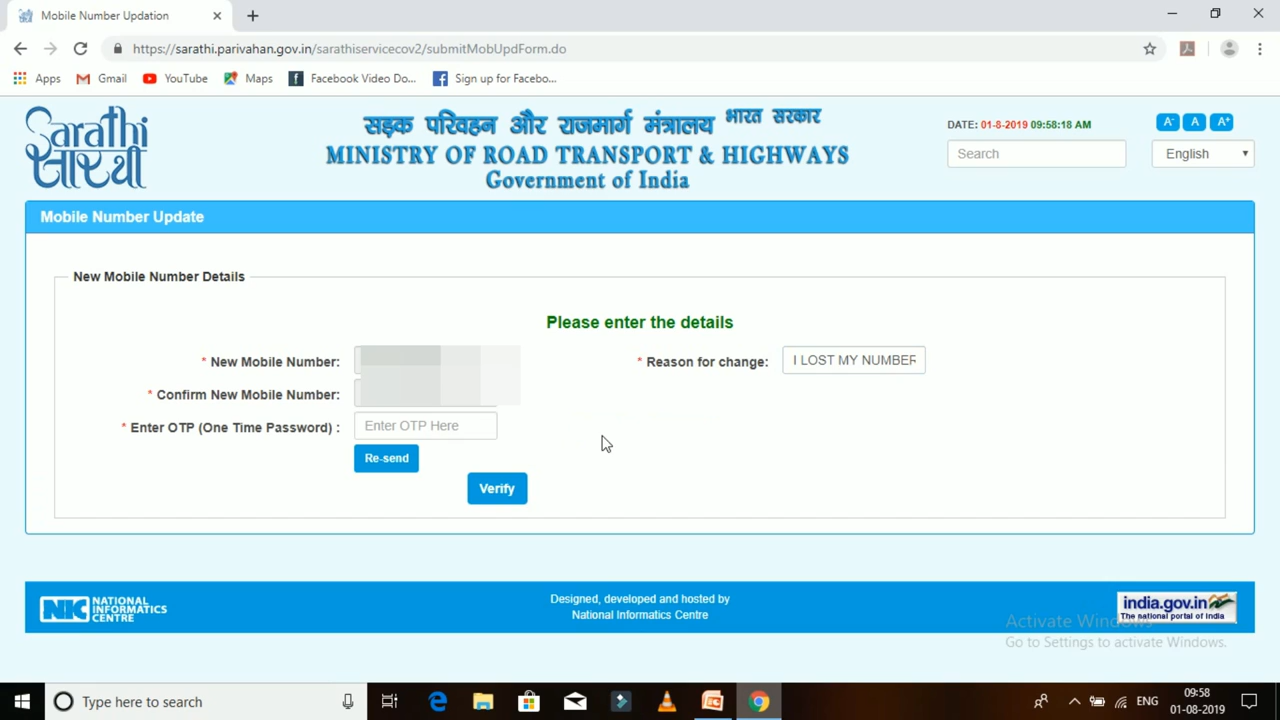 Mobile Number Updation
https://sarathi.parivahan.gov.in/sarathiservicecov2/submitMobUpdForm.do
Apps Gmail YouTube Maps Facebook Video Do... Sign up for Facebo...
Sarathi
सारथी
सड़क परिवहन और राजमार्ग मंत्रालय भारत सरकार
MINISTRY OF ROAD TRANSPORT & HIGHWAYS
Government of India
DATE: 01-8-2019 09:58:18 AM
A- A A+
Search
English
Mobile Number Update
New Mobile Number Details
Please enter the details
* New Mobile Number:
* Reason for change: I LOST MY NUMBER
* Confirm New Mobile Number:
* Enter OTP (One Time Password) : Enter OTP Here
Re-send
Verify
NIC NATIONAL INFORMATICS CENTRE
Designed, developed and hosted by
National Informatics Centre
india.gov.in
The national portal of India
Activate Windows
Go to Settings to activate Windows.
Type here to search
ENG
09:58
01-08-2019